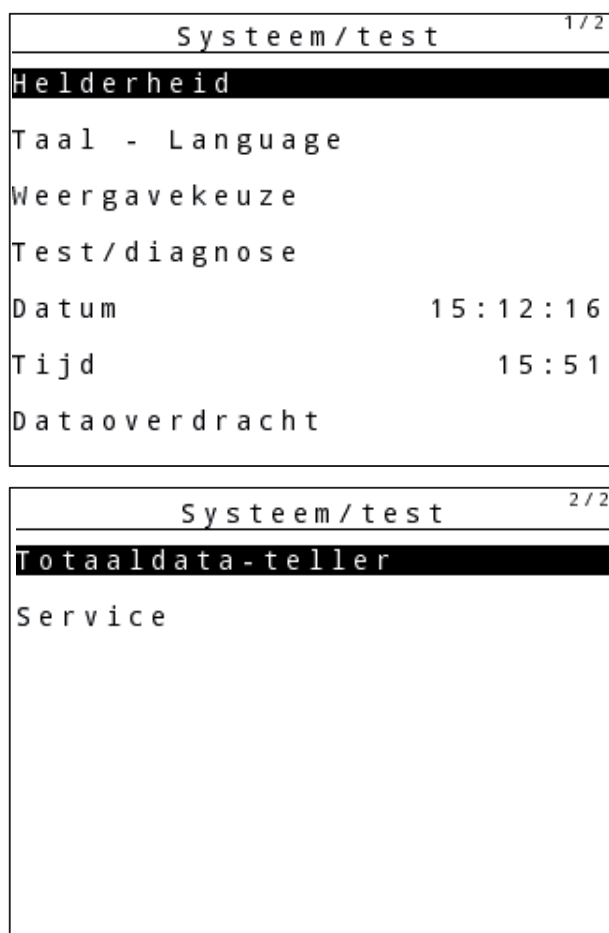 Systeem/test 1/2
Helderheid
Taal - Language
Weergavekeuze
Test/diagnose
Datum 15:12:16
Tijd 15:51
Dataoverdracht
Systeem/test 2/2
Totaaldata-teller
Service